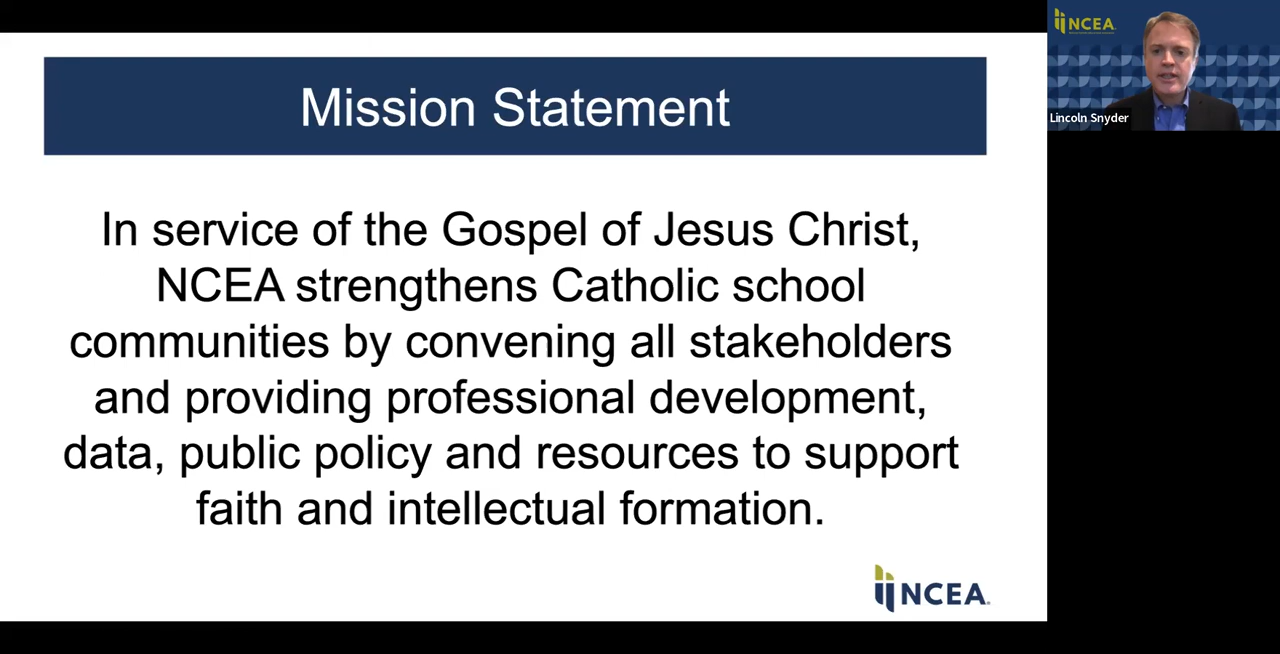 Mission Statement
In service of the Gospel of Jesus Christ,
NCEA strengthens Catholic school
communities by convening all stakeholders
and providing professional development,
data, public policy and resources to support
faith and intellectual formation.
NCEA
NCEA
Lincoln Snyder